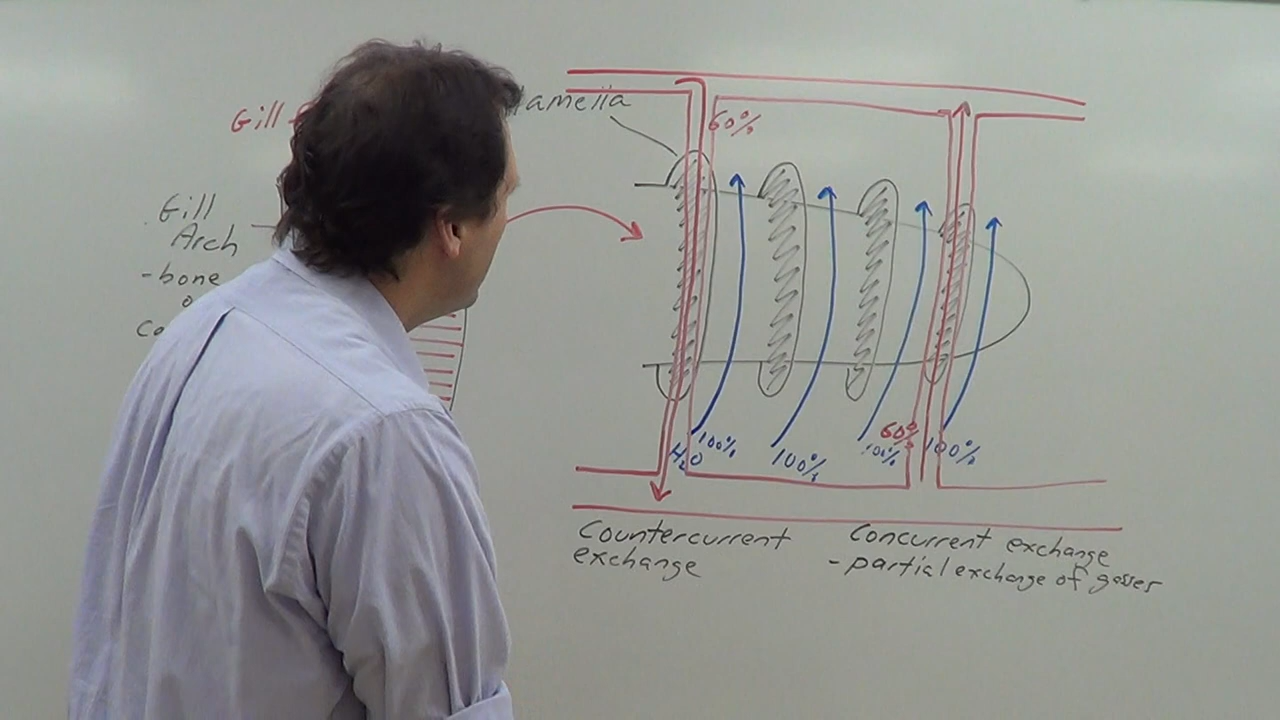 Gill
amella
60%
Gill
Arch
-bone
100%
H2O
100%
60%
100%
100%
Countercurrent
exchange
Concurrent exchange
-partial exchange of gasses